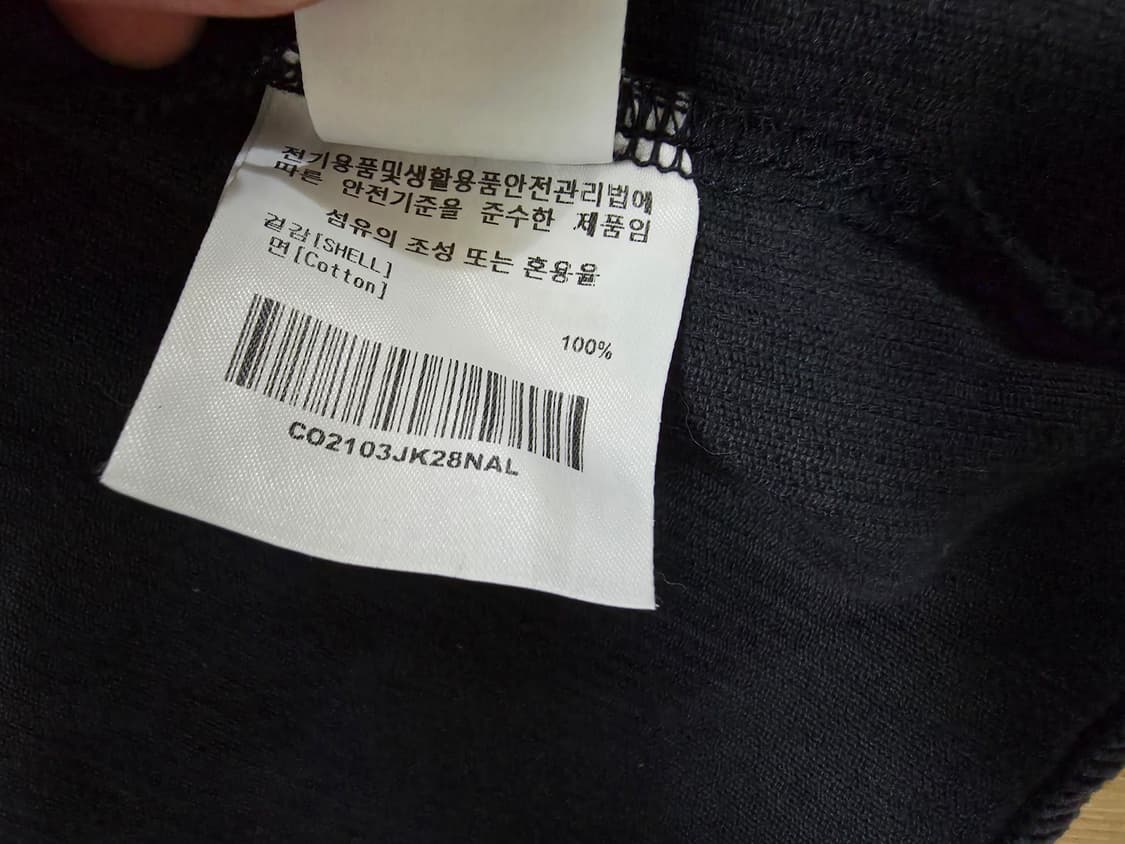 전기용품및생활용품안전관리법에
따른 안전기준을 준수한 제품임
섬유의 조성 또는 혼용율
겉감[SHELL]
면[Cotton]
100%
CO2103JK28NAL